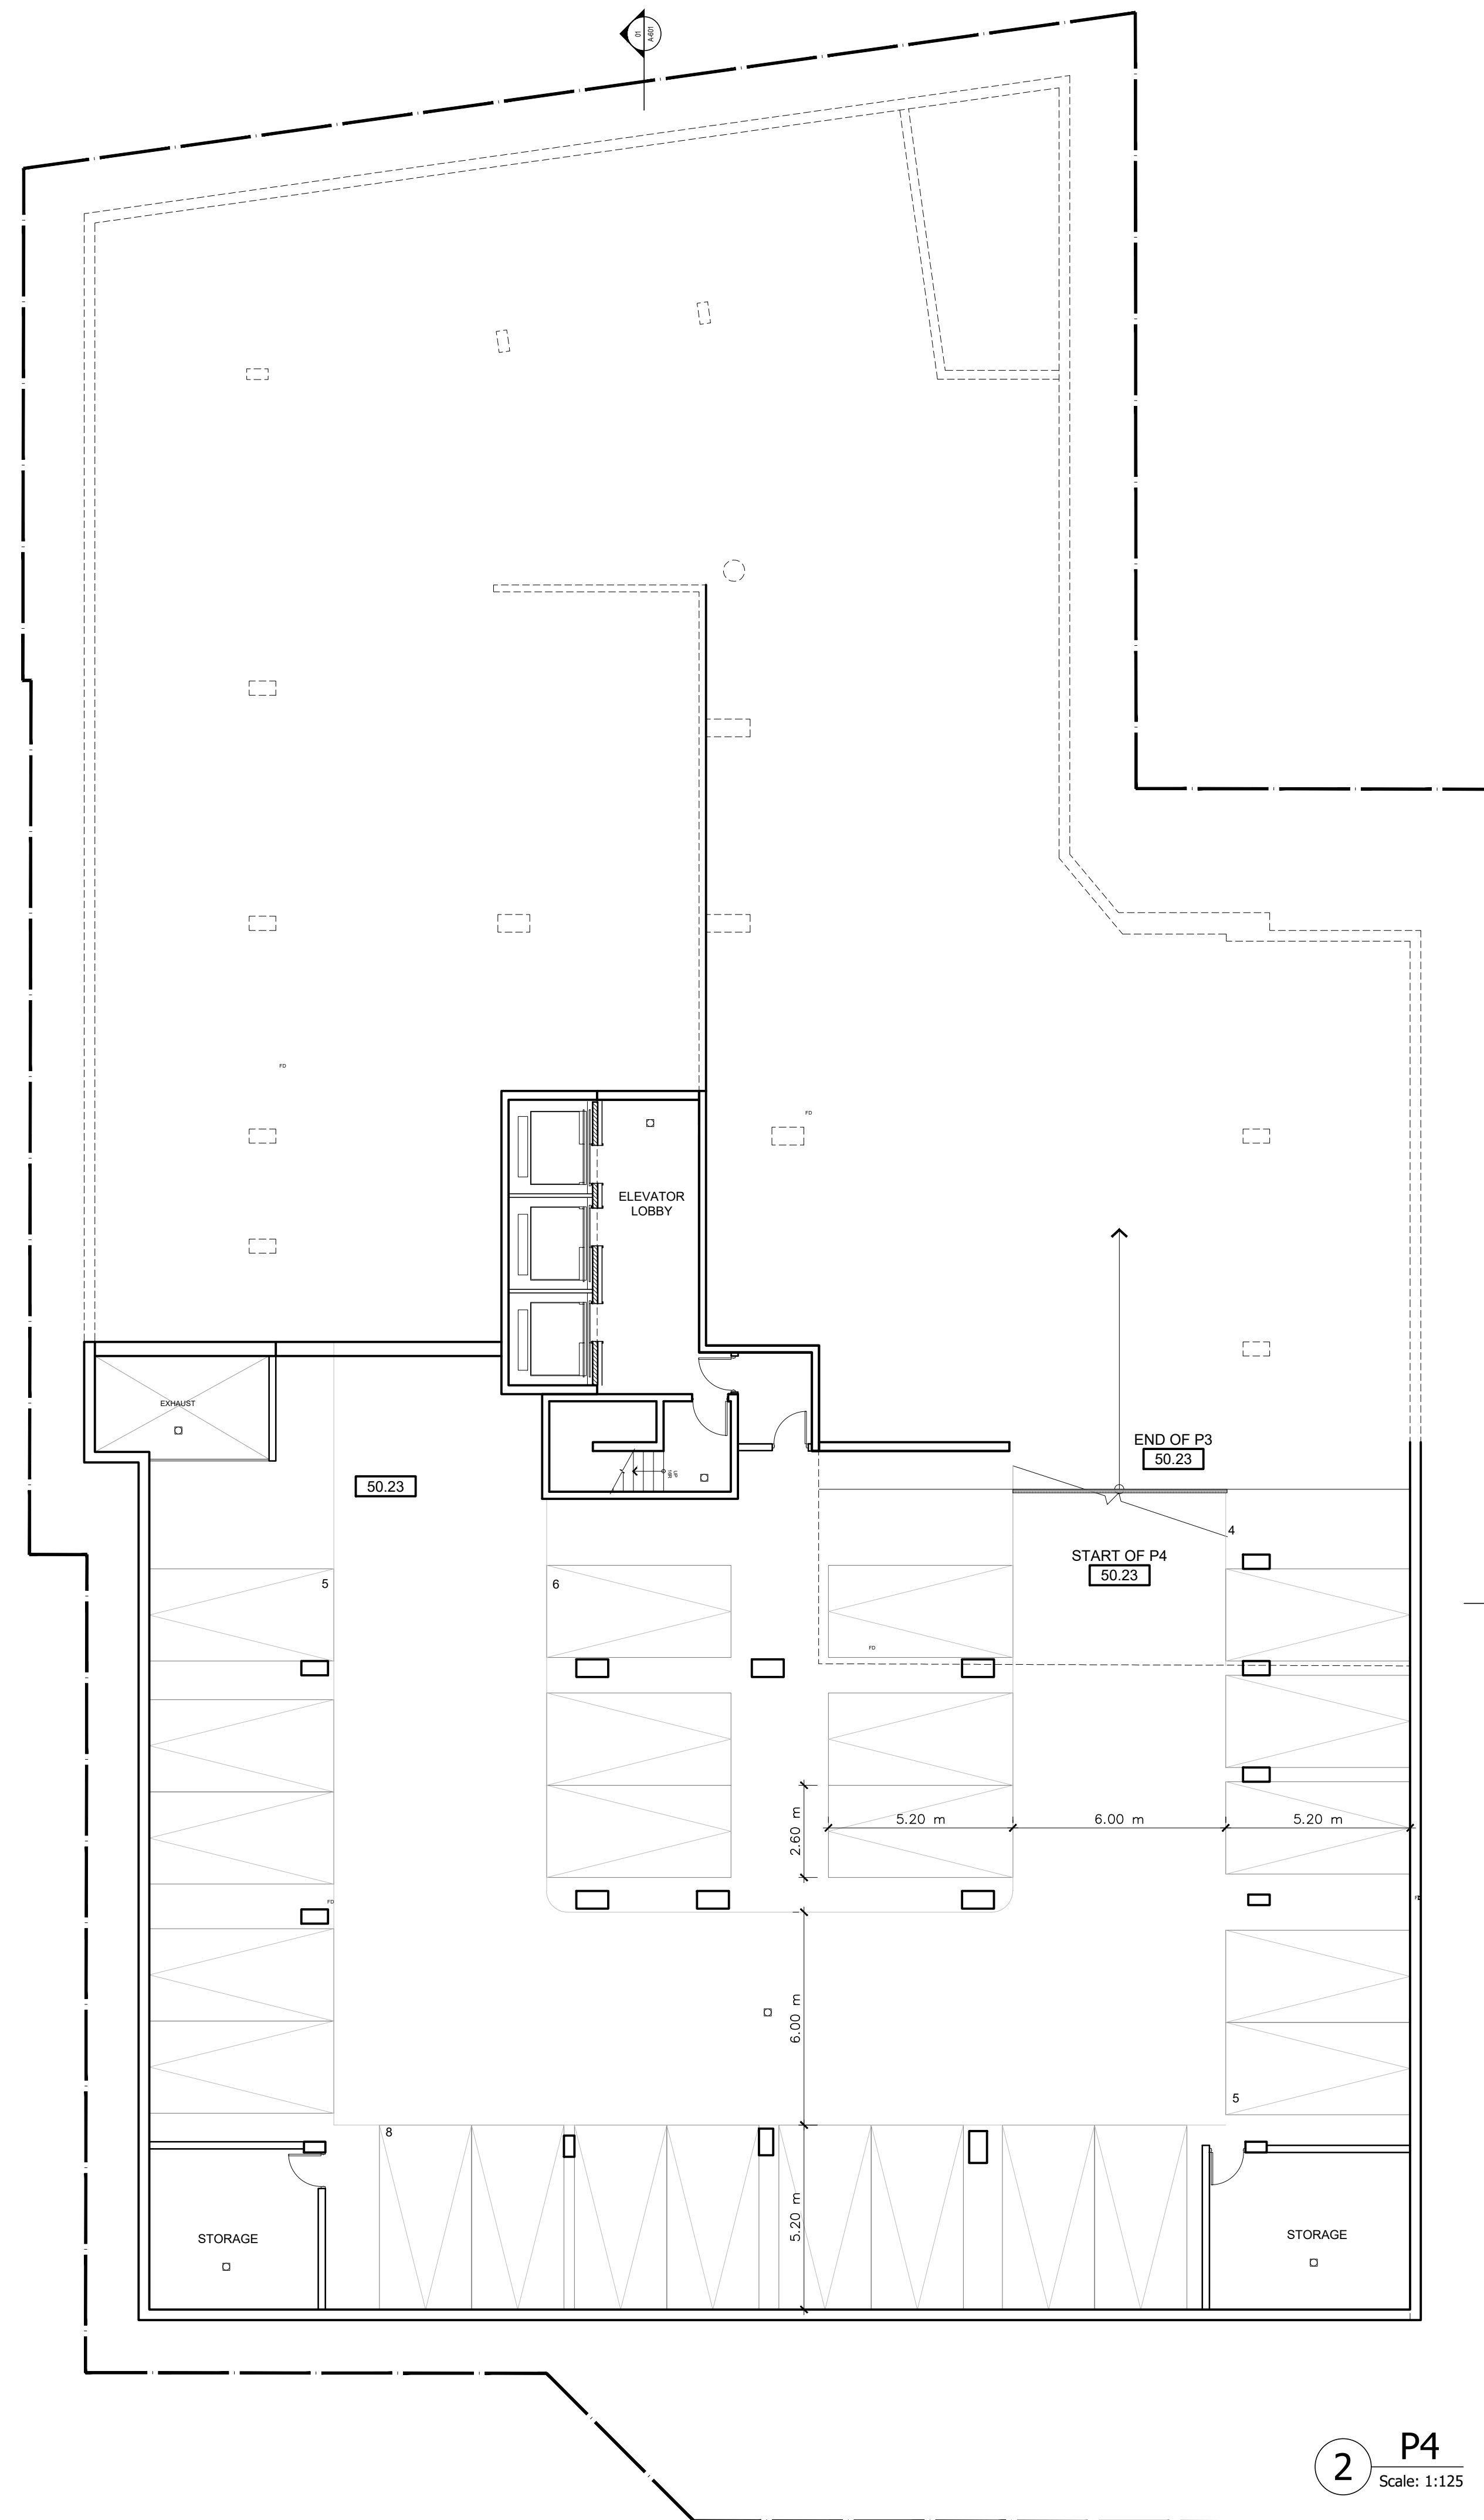 01
A-601
FD
FD
ELEVATOR
LOBBY
EXHAUST
50.23
UP
END OF P3
50.23
4
START OF P4
50.23
5
6
FD
2.60 m
5.20 m
6.00 m
5.20 m
FD
6.00 m
5
8
5.20 m
STORAGE
STORAGE
2
P4
Scale: 1:125